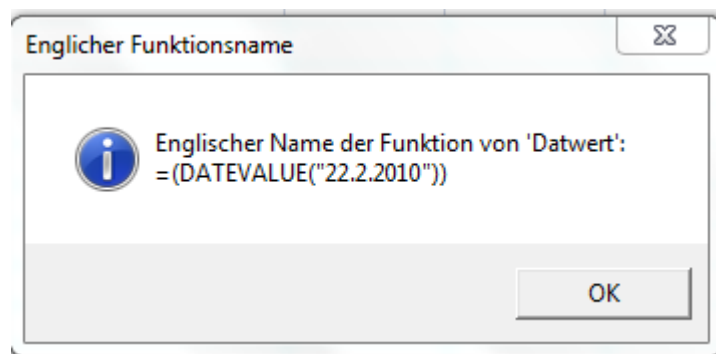 Englicher Funktionsname
Englischer Name der Funktion von 'Datwert':
=(DATEVALUE("22.2.2010"))
OK